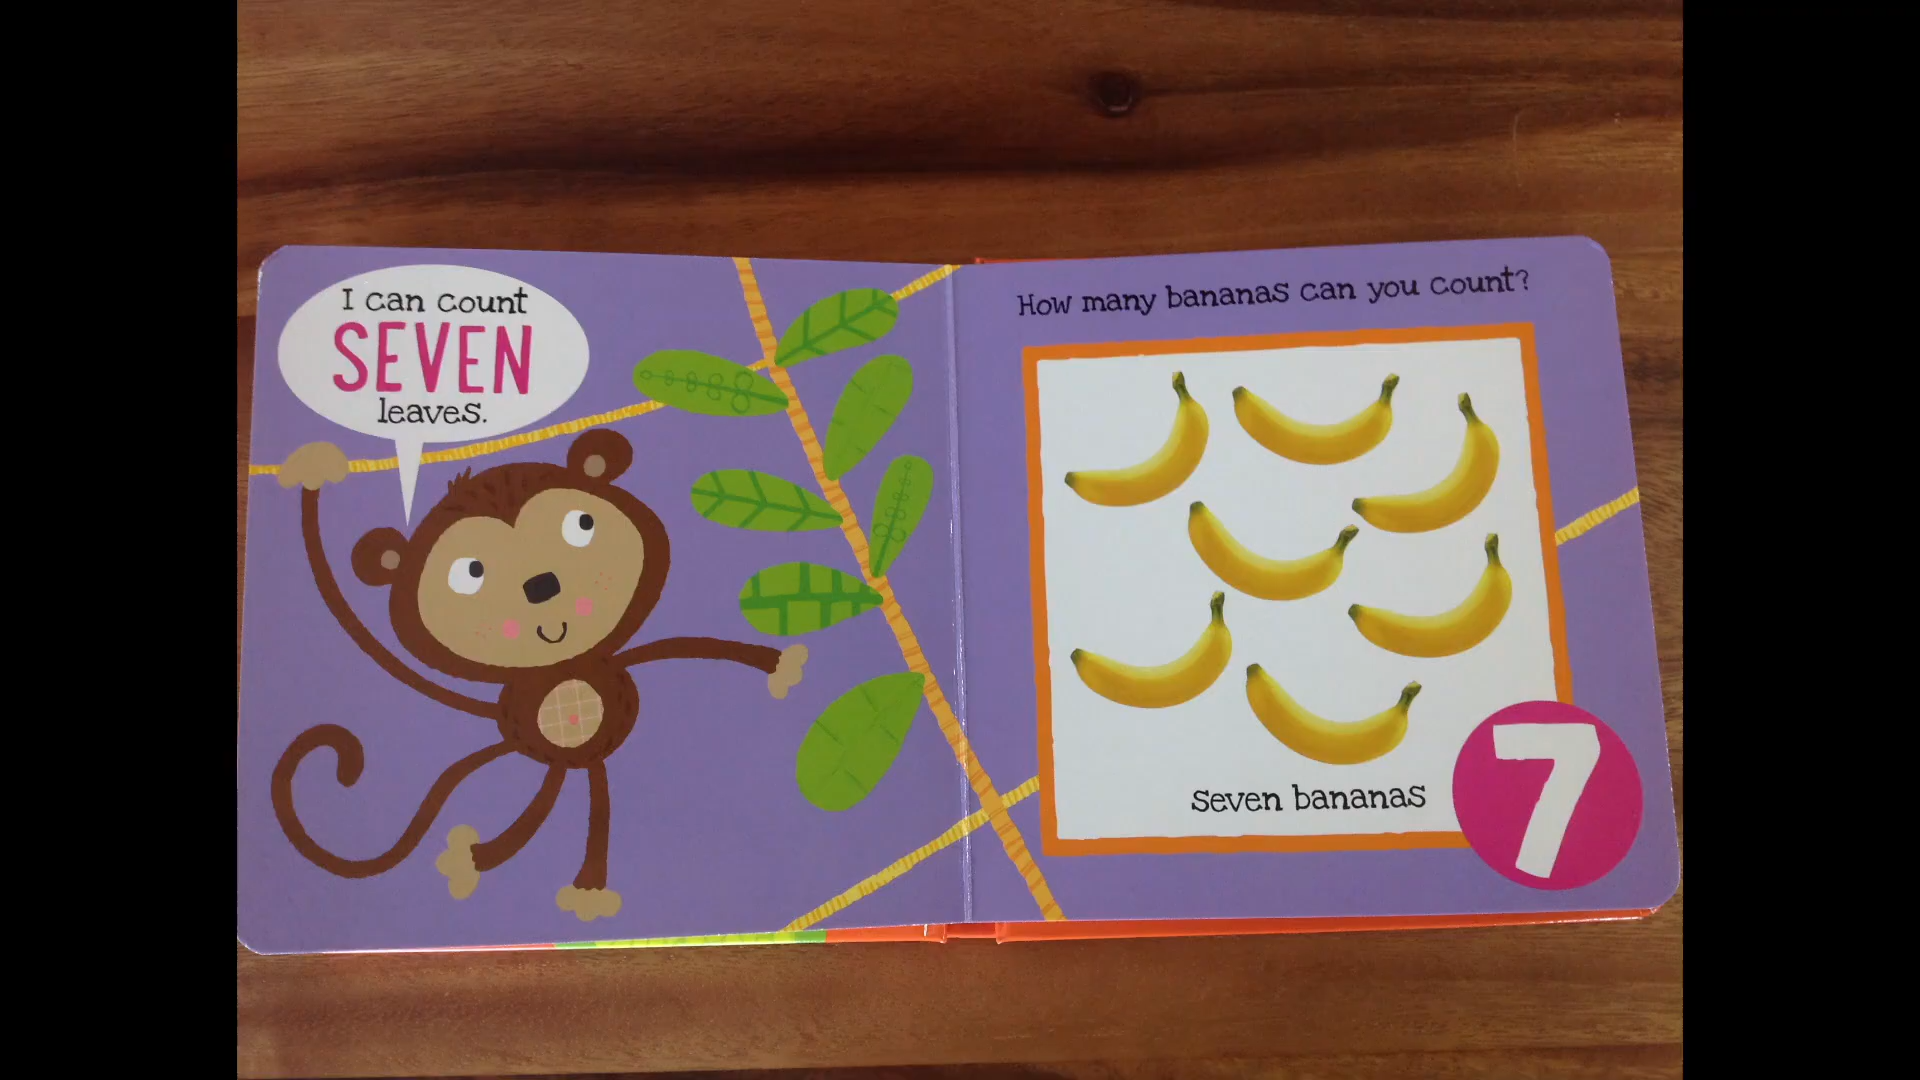 I can count
SEVEN
leaves.
How many bananas can you count?
seven bananas
7